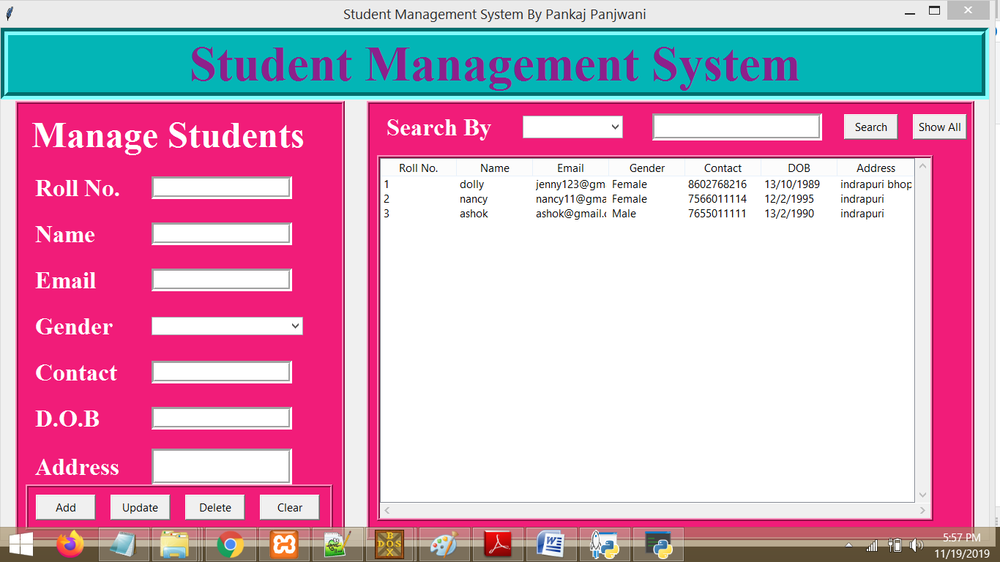 Student Management System By Pankaj Panjwani
Student Management System
Manage Students
Roll No.
Name
Email
Gender
Contact
D.O.B
Address
Add Update Delete Clear
Search By Search Show All
Roll No. Name Email Gender Contact DOB Address
1 dolly jenny123@gm Female 8602768216 13/10/1989 indrapuri bhop
2 nancy nancy11@gma Female 7566011114 12/2/1995 indrapuri
3 ashok ashok@gmail.c Male 7655011111 13/2/1990 indrapuri
BOX
DOS
5:57 PM
11/19/2019